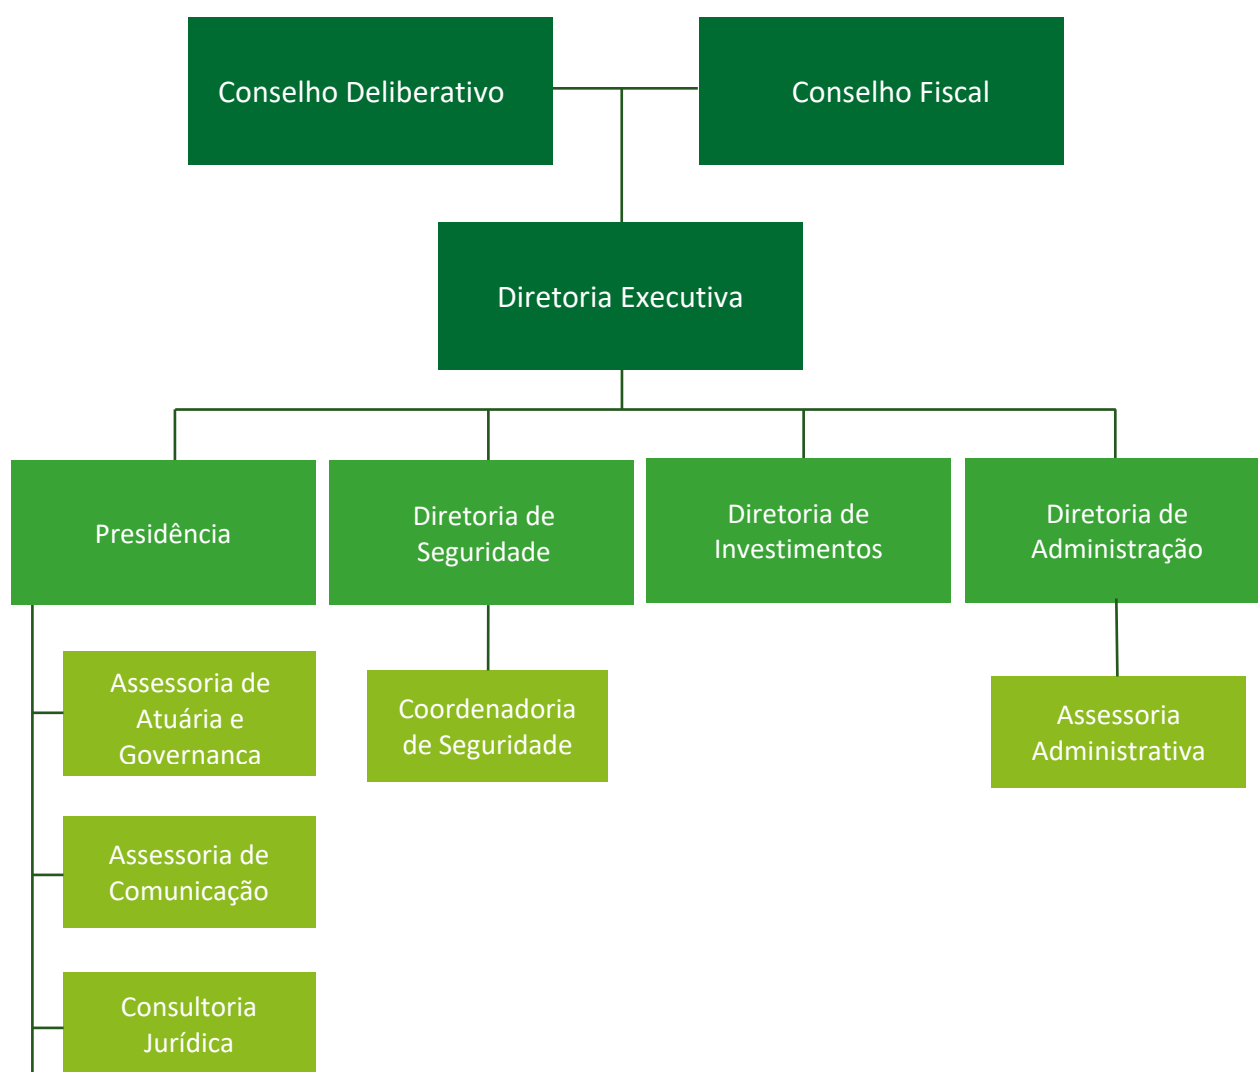 Conselho Deliberativo
Conselho Fiscal
Diretoria Executiva
Presidência
Diretoria de
Seguridade
Diretoria de
Investimentos
Diretoria de
Administração
Assessoria de
Atuária e
Governança
Coordenadoria
de Seguridade
Assessoria
Administrativa
Assessoria de
Comunicação
Consultoria
Jurídica